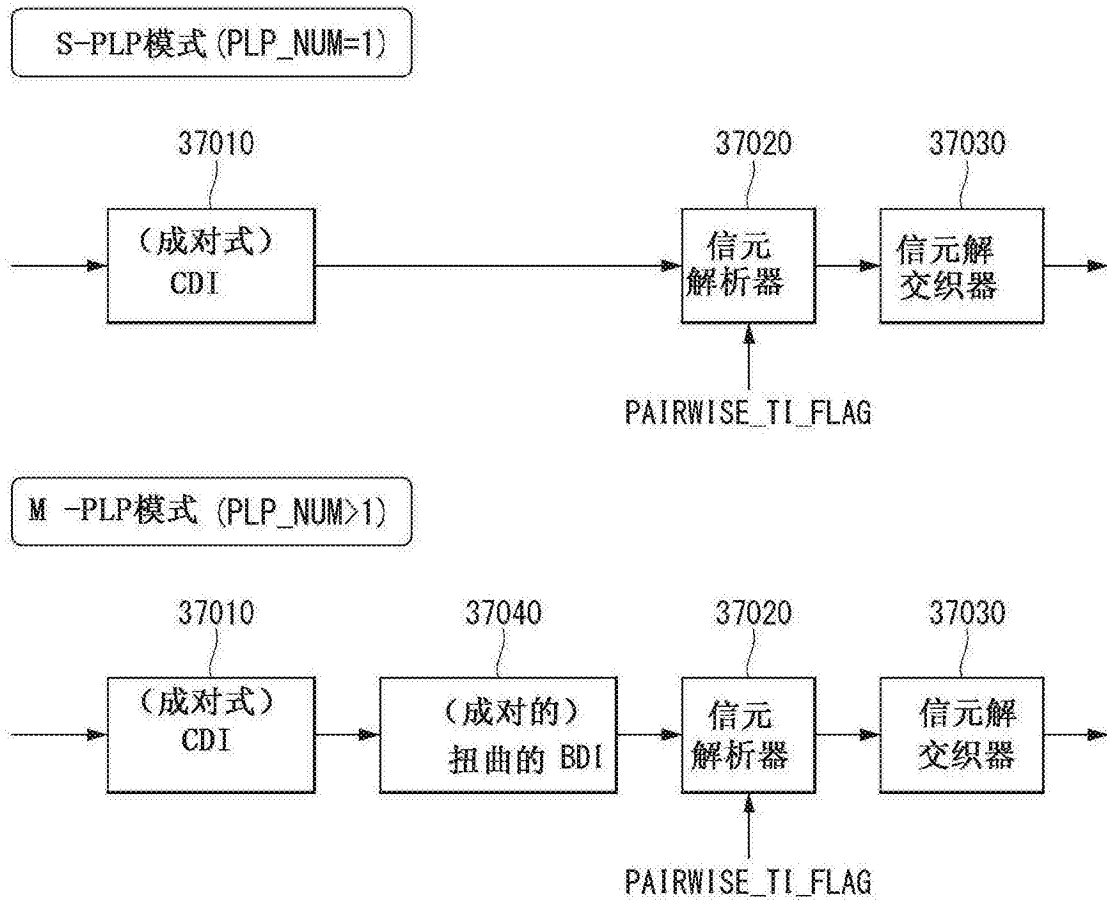 S-PLP模式(PLP_NUM=1)
37010
37020
37030
(成对式)
CDI
信元
解析器
信元解
交织器
PAIRWISE_TI_FLAG
M -PLP模式 (PLP_NUM>1)
37010
37040
37020
37030
(成对式)
CDI
(成对的)
扭曲的 BDI
信元
解析器
信元解
交织器
PAIRWISE_TI_FLAG